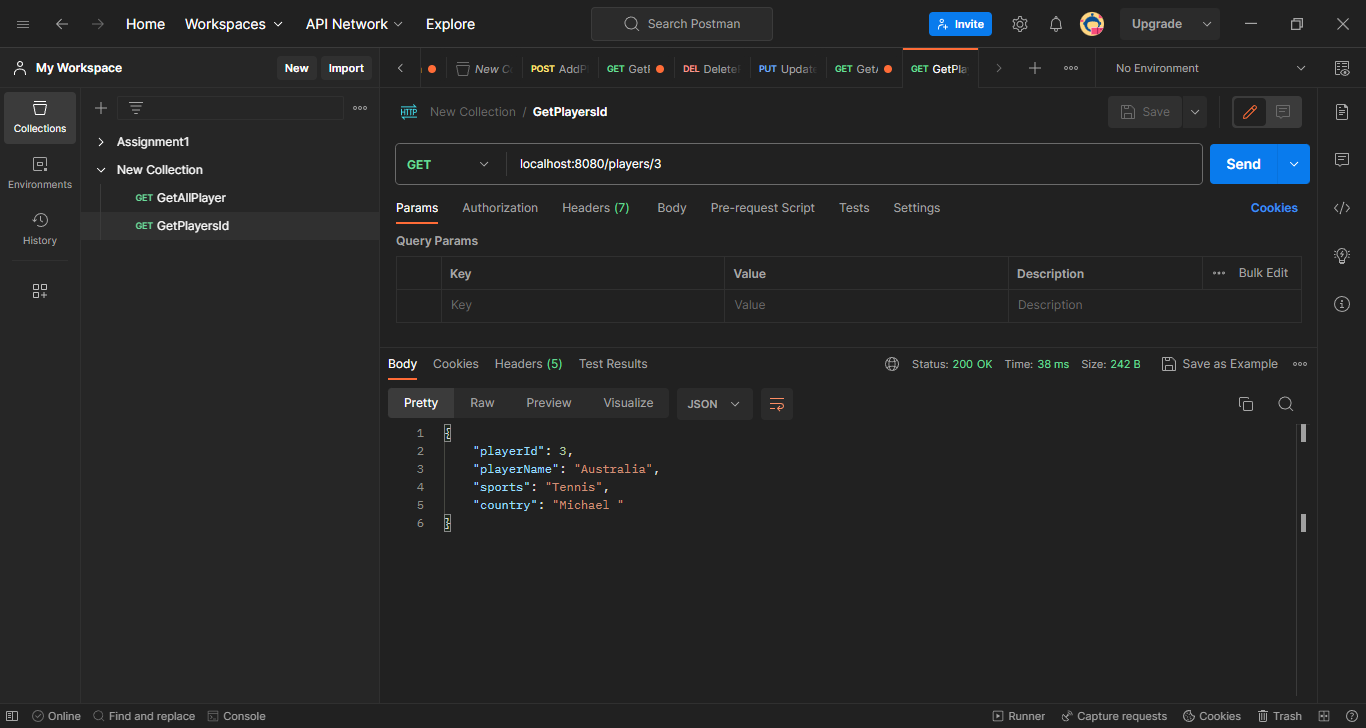 Home Workspaces API Network Explore Search Postman Invite Upgrade
My Workspace New Import New C POST AddP GET GetI DEL Delete PUT Updat GET GetA GET GetPla No Environment
Collections
Environments
History
Assignment1
New Collection
GET GetAllPlayer
GET GetPlayersId
HTTP New Collection / GetPlayersId Save
GET localhost:8080/players/3 Send
Params Authorization Headers (7) Body Pre-request Script Tests Settings Cookies
Query Params
Key Value Description Bulk Edit
Key Value Description
Body Cookies Headers (5) Test Results Status: 200 OK Time: 38 ms Size: 242 B Save as Example
Pretty Raw Preview Visualize JSON
1 {
2 "playerId": 3,
3 "playerName": "Australia",
4 "sports": "Tennis",
5 "country": "Michael "
6 }
Online Find and replace Console Runner Capture requests Cookies Trash